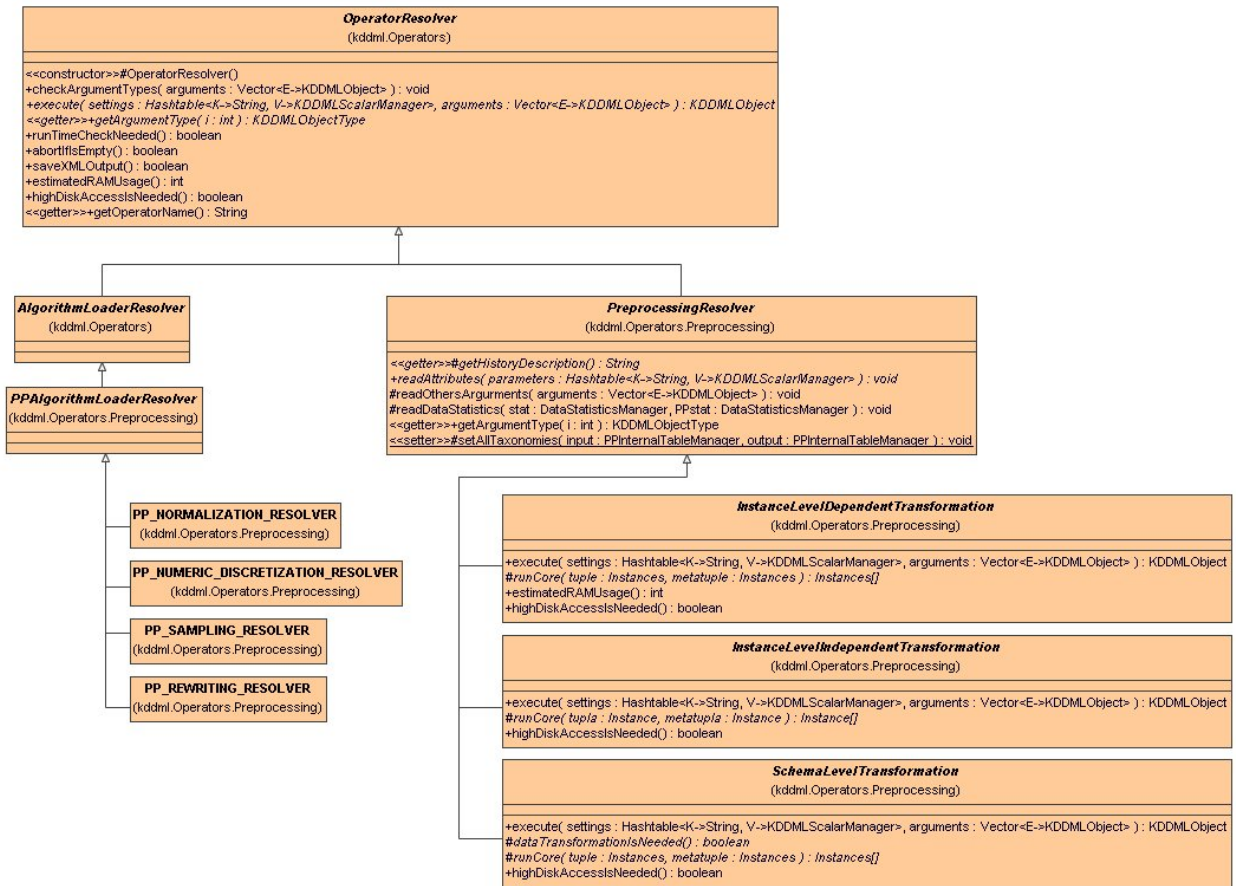 OperatorResolver
(kddml.Operators)
<<constructor>>#OperatorResolver()
+checkArgumentTypes( arguments : Vector<E->KDDMLObject> ) : void
+execute( settings : Hashtable<K->String, V->KDDMLScalarManager>, arguments : Vector<E->KDDMLObject> ) : KDDMLObject
<<getter>>+getArgumentType( i : int ) : KDDMLObjectType
+runTimeCheckNeeded() : boolean
+abortIfIsEmpty() : boolean
+saveXMLOutput() : boolean
+estimatedRAMUsage() : int
+highDiskAccessIsNeeded() : boolean
<<getter>>+getOperatorName() : String
AlgorithmLoaderResolver
(kddml.Operators)
PPAlgorithmLoaderResolver
(kddml.Operators.Preprocessing)
PP_NORMALIZATION_RESOLVER
(kddml.Operators.Preprocessing)
PP_NUMERIC_DISCRETIZATION_RESOLVER
(kddml.Operators.Preprocessing)
PP_SAMPLING_RESOLVER
(kddml.Operators.Preprocessing)
PP_REWRITING_RESOLVER
(kddml.Operators.Preprocessing)
PreprocessingResolver
(kddml.Operators.Preprocessing)
<<getter>>#getHistoryDescription() : String
+readAttributes( parameters : Hashtable<K->String, V->KDDMLScalarManager> ) : void
#readOthersArgurments( arguments : Vector<E->KDDMLObject> ) : void
#readDataStatistics( stat : DataStatisticsManager, PPstat : DataStatisticsManager ) : void
<<getter>>+getArgumentType( i : int ) : KDDMLObjectType
<<setter>>#setAllTaxonomies( input : PPInternalTableManager, output : PPInternalTableManager ) : void
InstanceLevelDependentTransformation
(kddml.Operators.Preprocessing)
+execute( settings : Hashtable<K->String, V->KDDMLScalarManager>, arguments : Vector<E->KDDMLObject> ) : KDDMLObject
#runCore( tuple : Instances, metatuple : Instances ) : Instances[]
+estimatedRAMUsage() : int
+highDiskAccessIsNeeded() : boolean
InstanceLevelIndependentTransformation
(kddml.Operators.Preprocessing)
+execute( settings : Hashtable<K->String, V->KDDMLScalarManager>, arguments : Vector<E->KDDMLObject> ) : KDDMLObject
#runCore( tupla : Instance, metatupla : Instance ) : Instance[]
+highDiskAccessIsNeeded() : boolean
SchemaLevelTransformation
(kddml.Operators.Preprocessing)
+execute( settings : Hashtable<K->String, V->KDDMLScalarManager>, arguments : Vector<E->KDDMLObject> ) : KDDMLObject
#dataTransformationIsNeeded() : boolean
#runCore( tuple : Instances, metatuple : Instances ) : Instances[]
+highDiskAccessIsNeeded() : boolean